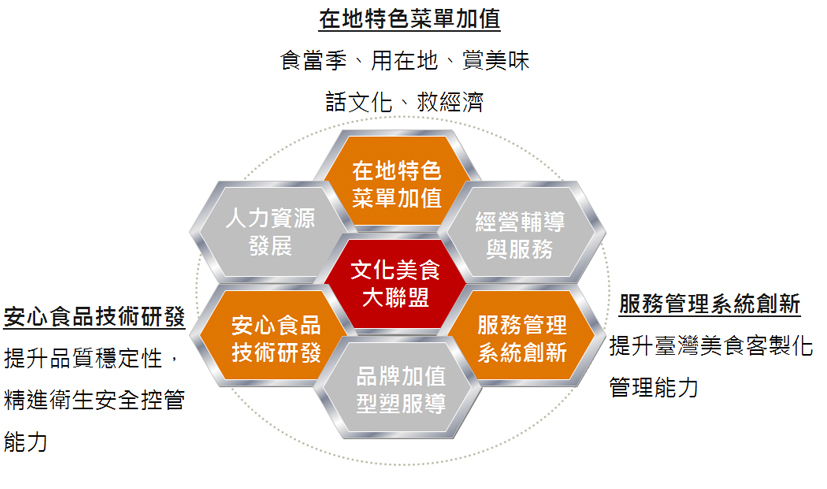 在地特色菜單加值
食當季、用在地、賞美味
話文化、救經濟
在地特色
菜單加值
人力資源
發展
經營輔導
與服務
文化美食
大聯盟
安心食品
技術研發
服務管理
系統創新
品牌加值
型塑服導
安心食品技術研發
提升品質穩定性，
精進衛生安全控管
能力
服務管理系統創新
提升臺灣美食客製化
管理能力